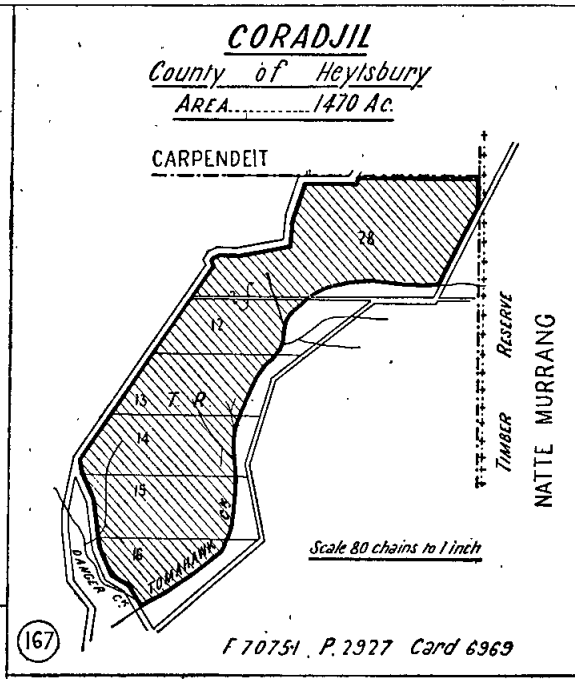 CORADJIL
County of Heytsbury
AREA.......... 1470 Ac.
CARPENDEIT
28
12
13 T. R.
14
15
16
TIMBER RESERVE
NATTE MURRANG
DANGER CK
TOMAHAWK CK
Scale 80 chains to 1 inch
167
F 70751 P. 2927 Card 6969